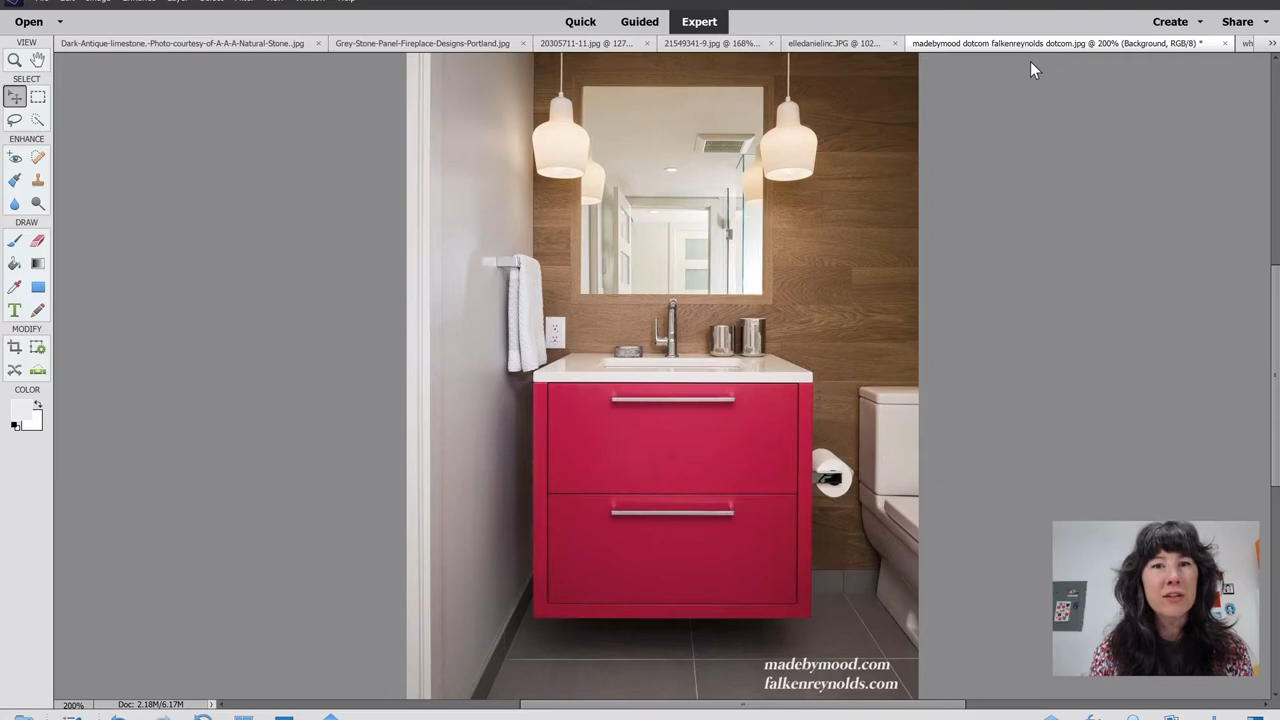 Open
Quick
Guided
Expert
Create
Share
VIEW
Dark-Antique-limestone.-Photo-courtesy-of-A-A-A-Natural-Stone..jpg
Grey-Stone-Panel-Fireplace-Designs-Portland.jpg
20305711-11.jpg @ 127...
21549341-9.jpg @ 168%...
elledanielinc.JPG @ 102...
madebymood dotcom falkenreynolds dotcom.jpg @ 200% (Background, RGB/8) *
wh
SELECT
ENHANCE
DRAW
T
MODIFY
COLOR
madebymood.com
falkenreynolds.com
200%
Doc: 2.18M/6.17M